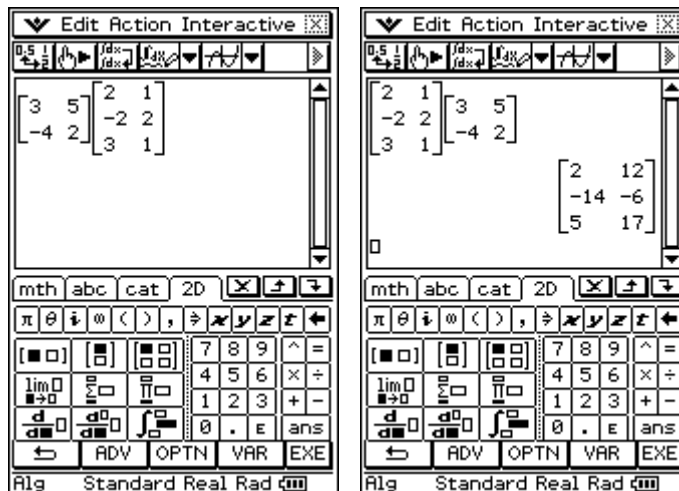 Edit Action Interactive
[3 5
-4 2] [2 1
-2 2
3 1]
mth abc cat 2D
π θ i ∞ ( ) , ⇒ x y z t ←
7 8 9 ^ =
lim 4 5 6 × ÷
Σ Π 1 2 3 + -
d/d d/d ∫ 0 . E ans
ADV OPTN VAR EXE
Alg Standard Real Rad
Edit Action Interactive
[2 1
-2 2
3 1] [3 5
-4 2]
[2 12
-14 -6
5 17]
mth abc cat 2D
π θ i ∞ ( ) , ⇒ x y z t ←
7 8 9 ^ =
lim 4 5 6 × ÷
Σ Π 1 2 3 + -
d/d d/d ∫ 0 . E ans
ADV OPTN VAR EXE
Alg Standard Real Rad